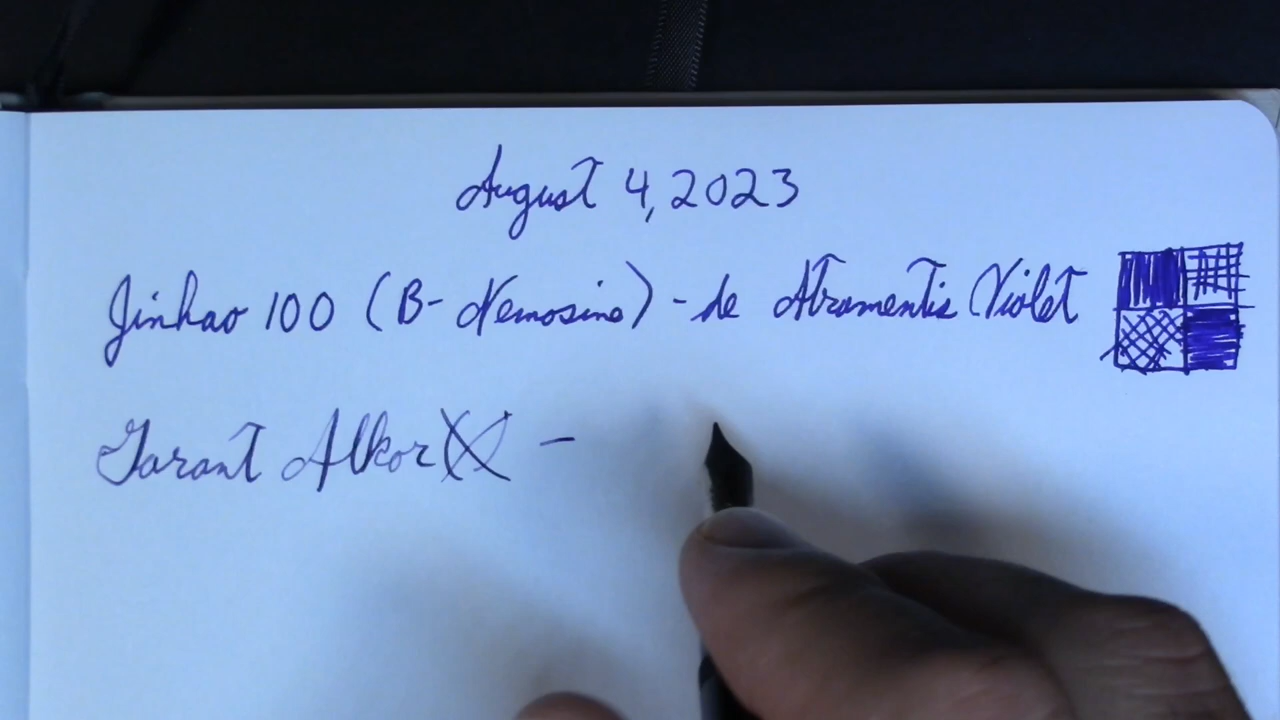 August 4, 2023
Jinhao 100 (B- Nemosine) - de Atramentis Violet
Garant Alkor -